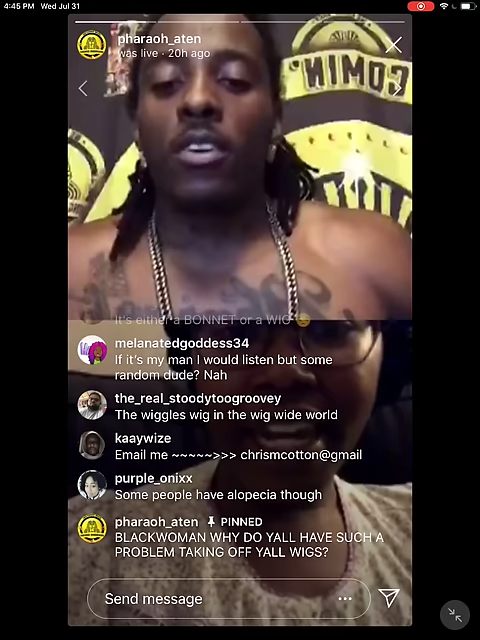 4:45 PM Wed Jul 31
pharaoh_aten
was live · 20h ago
COMIN'
It's either a BONNET or a WIG 😒
melanatedgoddess34
If it's my man I would listen but some
random dude? Nah
the_real_stoodytoogroovey
The wiggles wig in the wig wide world
kaaywize
Email me ~~~~~>>> chrismcotton@gmail
purple_onixx
Some people have alopecia though
pharaoh_aten PINNED
BLACKWOMAN WHY DO YALL HAVE SUCH A
PROBLEM TAKING OFF YALL WIGS?
Send message